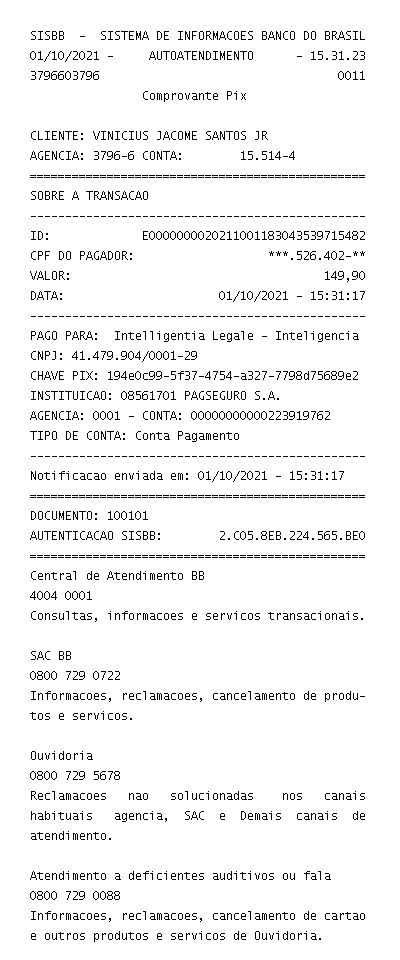 SISBB - SISTEMA DE INFORMACOES BANCO DO BRASIL
01/10/2021 - AUTOATENDIMENTO - 15.31.23
3796603796 0011
Comprovante Pix
CLIENTE: VINICIUS JACOME SANTOS JR
AGENCIA: 3796-6 CONTA: 15.514-4
================================================
SOBRE A TRANSACAO
------------------------------------------------
ID: E0000000020211001183043539715482
CPF DO PAGADOR: ***.526.402-**
VALOR: 149,90
DATA: 01/10/2021 - 15:31:17
------------------------------------------------
PAGO PARA: Intelligentia Legale - Inteligencia
CNPJ: 41.479.904/0001-29
CHAVE PIX: 194e0c99-5f37-4754-a327-7798d75689e2
INSTITUICAO: 08561701 PAGSEGURO S.A.
AGENCIA: 0001 - CONTA: 00000000000223919762
TIPO DE CONTA: Conta Pagamento
------------------------------------------------
Notificacao enviada em: 01/10/2021 - 15:31:17
================================================
DOCUMENTO: 100101
AUTENTICACAO SISBB: 2.C05.8EB.224.565.BE0
================================================
Central de Atendimento BB
4004 0001
Consultas, informacoes e servicos transacionais.
SAC BB
0800 729 0722
Informacoes, reclamacoes, cancelamento de produ-
tos e servicos.
Ouvidoria
0800 729 5678
Reclamacoes nao solucionadas nos canais
habituais agencia, SAC e Demais canais de
atendimento.
Atendimento a deficientes auditivos ou fala
0800 729 0088
Informacoes, reclamacoes, cancelamento de cartao
e outros produtos e servicos de Ouvidoria.